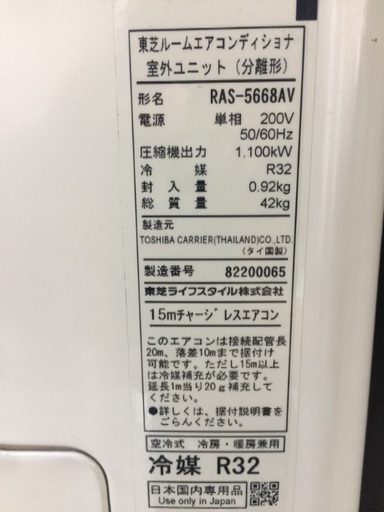 東芝ルームエアコンディショナ
室外ユニット（分離形）
形名 RAS-5668AV
電源 単相 200V
50/60Hz
圧縮機出力 1.100kW
冷媒 R32
封入量 0.92kg
総質量 42kg
製造元
TOSHIBA CARRIER(THAILAND)CO.,LTD.
（タイ国製）
製造番号 82200065
東芝ライフスタイル株式会社
15mチャージレスエアコン
このエアコンは接続配管長
20m、落差10mまで据付け
可能です。ただし15m以上
は冷媒補充が必要です。
延長1m当り20g補充して
ください。
●詳しくは、据付説明書を
ごらんください。
空冷式 冷房・暖房兼用
冷媒 R32
日本国内専用品
Use only in Japan